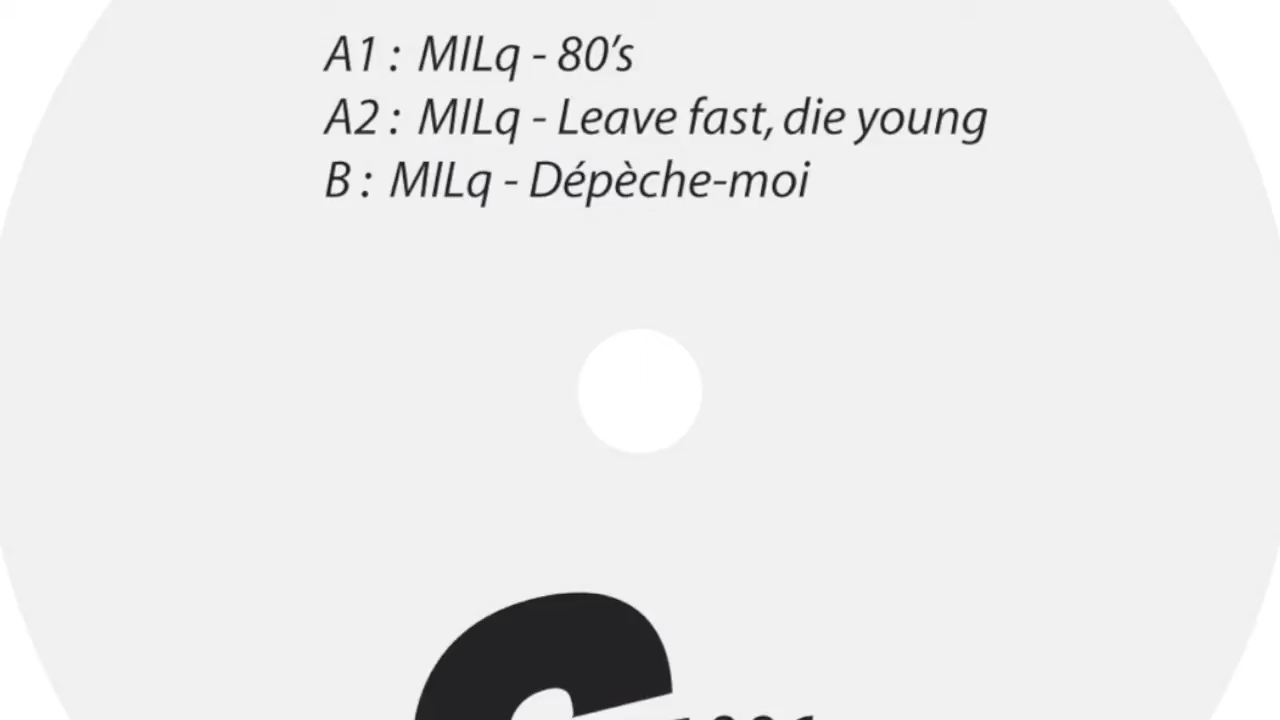 A1 : MILq - 80's
A2 : MILq - Leave fast, die young
B : MILq - Dépèche-moi